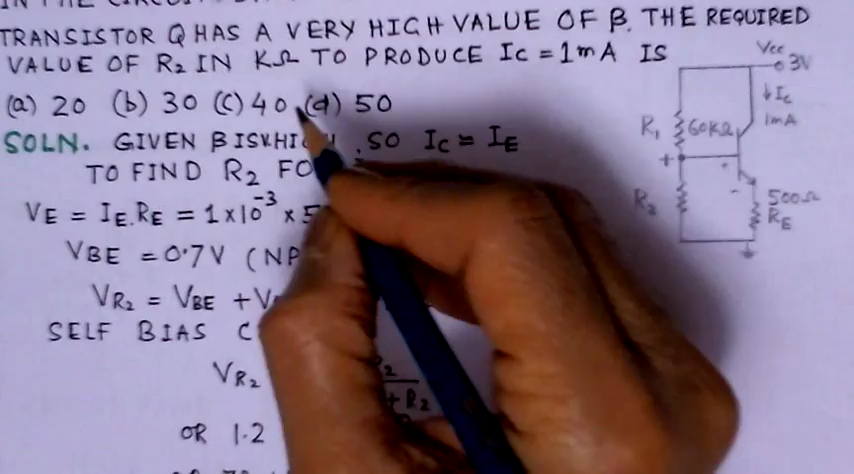 TRANSISTOR Q HAS A VERY HIGH VALUE OF β. THE REQUIRED
VALUE OF R2 IN KΩ TO PRODUCE Ic = 1mA IS
(a) 20 (b) 30 (c) 40 (d) 50
SOLN. GIVEN β IS V HIGH, SO IC ≈ IE
TO FIND R2 FO
VE = IE.RE = 1×10⁻³ × 5
VBE = 0.7V (NP
VR2 = VBE + V
SELF BIAS C
VR2
+R2
OR 1.2
Vcc
3V
↓Ic
1mA
R1 60KΩ
+
+
-
R2
500Ω
RE